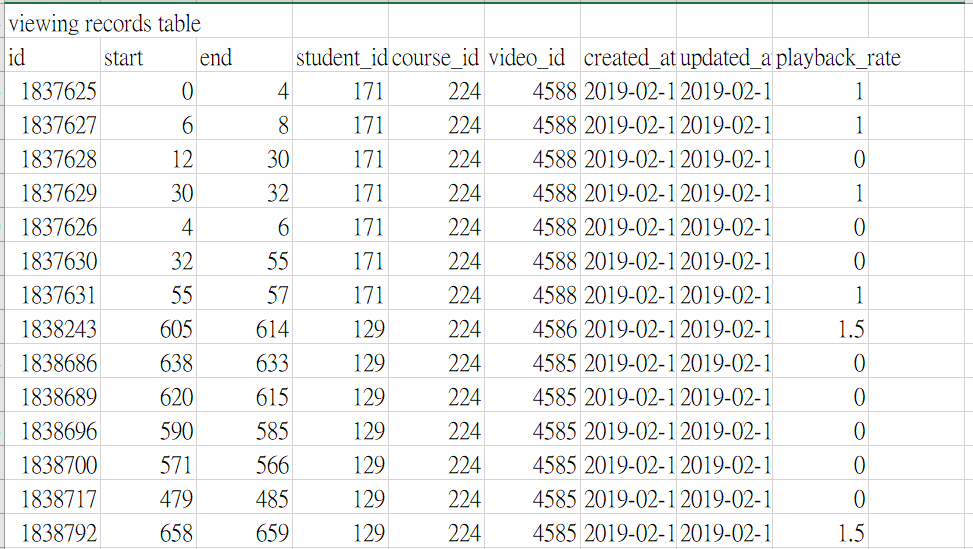 viewing records table
id start end student_id course_id video_id created_at updated_a playback_rate
1837625 0 4 171 224 4588 2019-02-1 2019-02-1 1
1837627 6 8 171 224 4588 2019-02-1 2019-02-1 1
1837628 12 30 171 224 4588 2019-02-1 2019-02-1 0
1837629 30 32 171 224 4588 2019-02-1 2019-02-1 1
1837626 4 6 171 224 4588 2019-02-1 2019-02-1 0
1837630 32 55 171 224 4588 2019-02-1 2019-02-1 0
1837631 55 57 171 224 4588 2019-02-1 2019-02-1 1
1838243 605 614 129 224 4586 2019-02-1 2019-02-1 1.5
1838686 638 633 129 224 4585 2019-02-1 2019-02-1 0
1838689 620 615 129 224 4585 2019-02-1 2019-02-1 0
1838696 590 585 129 224 4585 2019-02-1 2019-02-1 0
1838700 571 566 129 224 4585 2019-02-1 2019-02-1 0
1838717 479 485 129 224 4585 2019-02-1 2019-02-1 0
1838792 658 659 129 224 4585 2019-02-1 2019-02-1 1.5